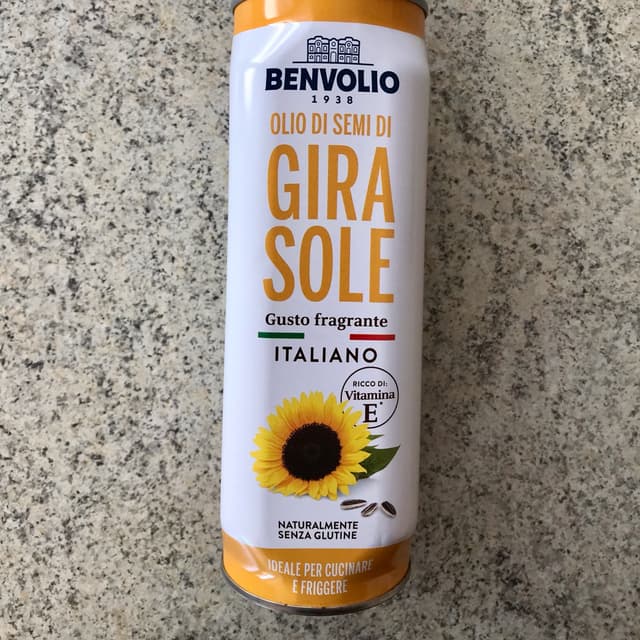 BENVOLIO
1938
OLIO DI SEMI DI
GIRA
SOLE
Gusto fragrante
ITALIANO
RICCO DI:
Vitamina
E*
NATURALMENTE
SENZA GLUTINE
IDEALE PER CUCINARE
E FRIGGERE